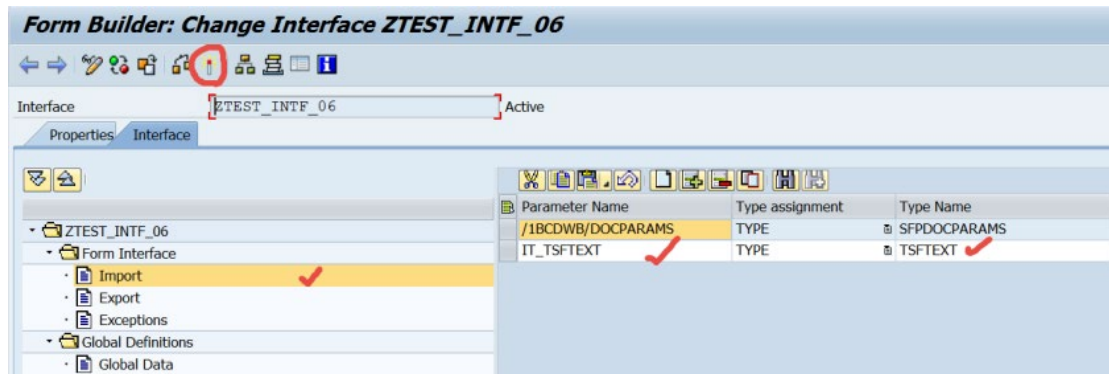 Form Builder: Change Interface ZTEST_INTF_06
Interface ZTEST_INTF_06 Active
Properties Interface
Parameter Name Type assignment Type Name
/1BCDWB/DOCPARAMS TYPE SFPDOCPARAMS
IT_TSFTEXT TYPE TSFTEXT
ZTEST_INTF_06
Form Interface
Import
Export
Exceptions
Global Definitions
Global Data